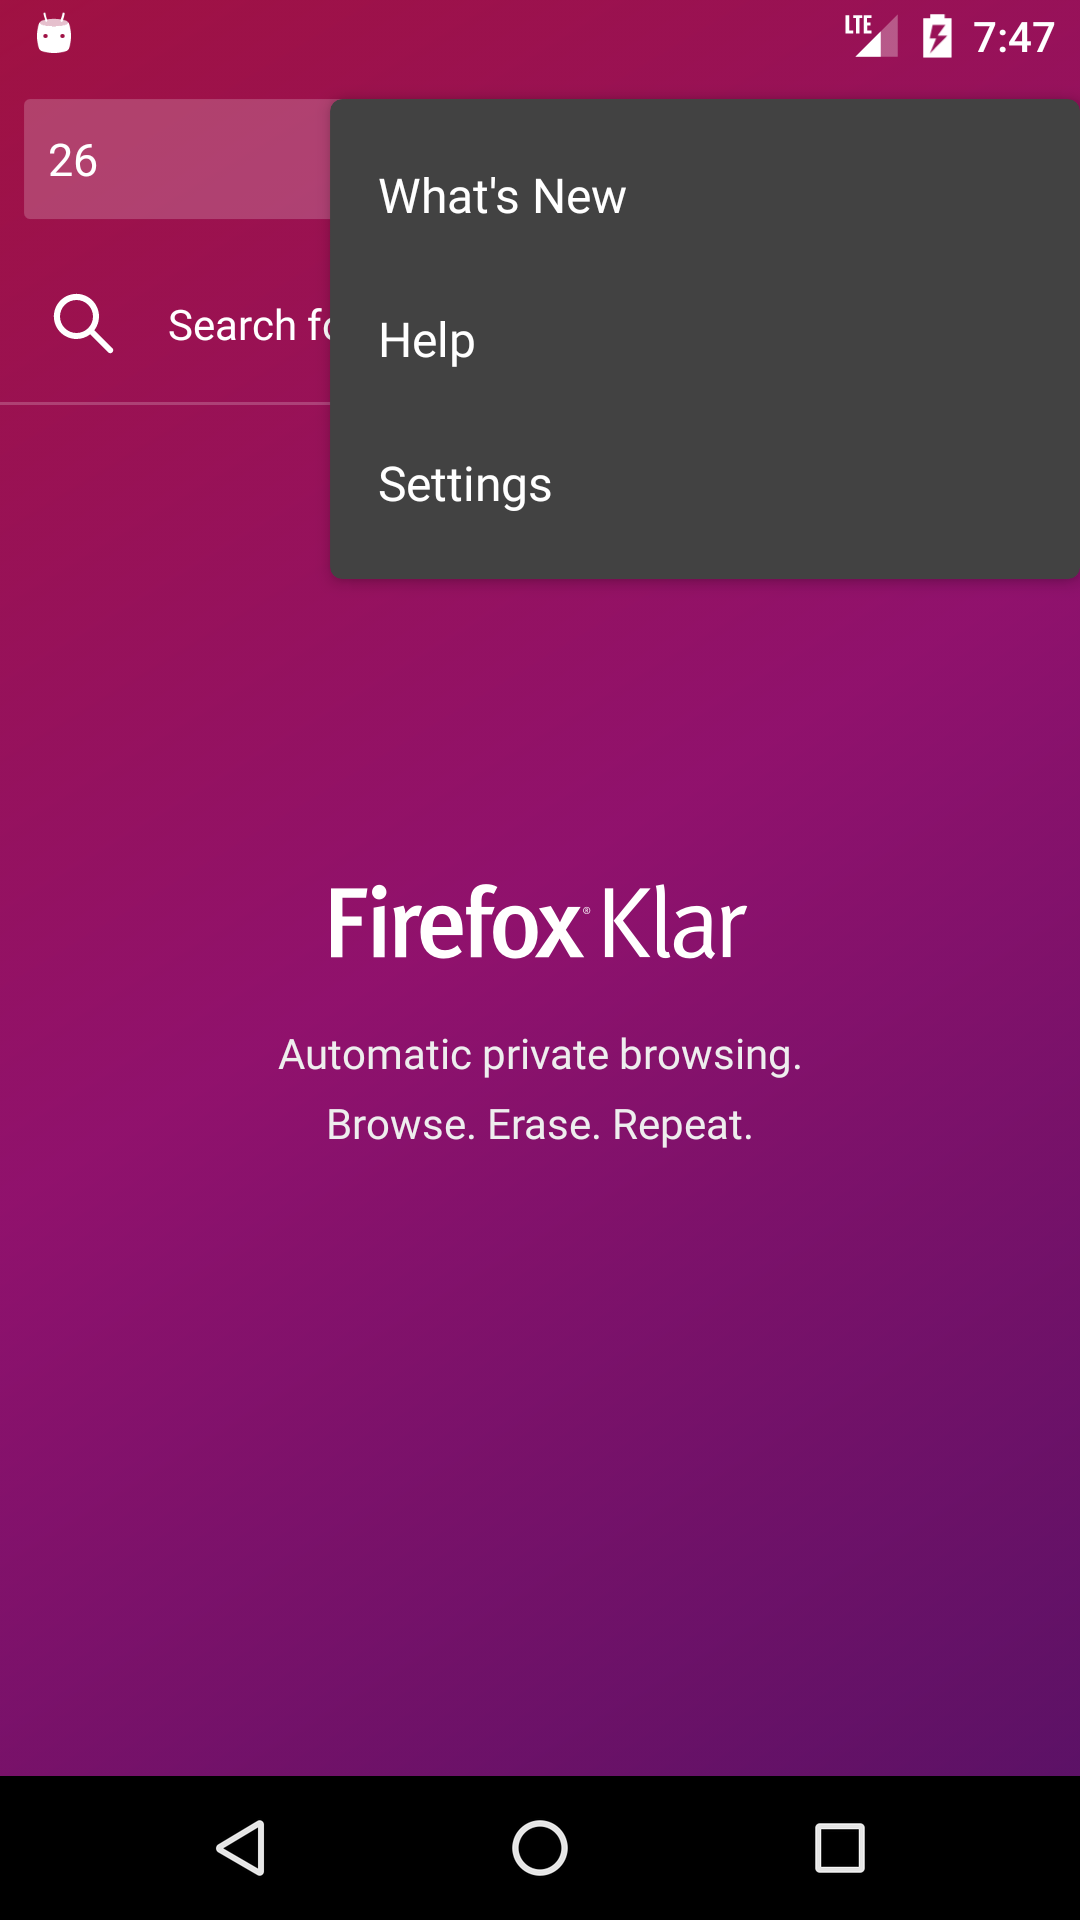 LTE 7:47
26
What's New
Search fo
Help
Settings
Firefox® Klar
Automatic private browsing.
Browse. Erase. Repeat.